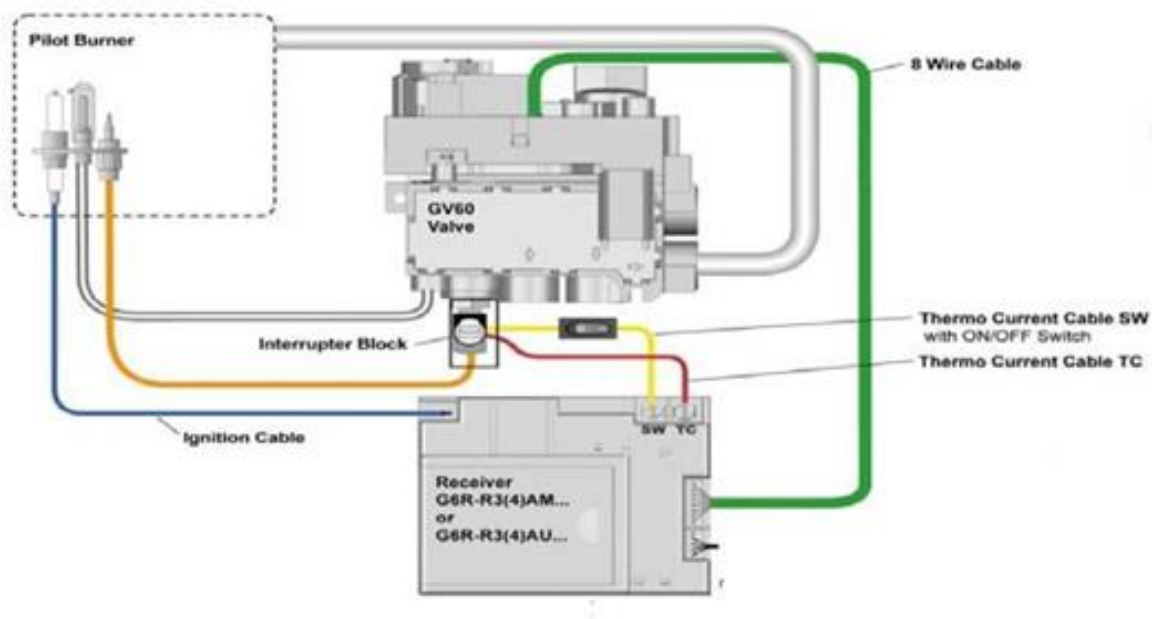 Pilot Burner
8 Wire Cable
GV60
Valve
Thermo Current Cable SW
with ON/OFF Switch
Interrupter Block
Thermo Current Cable TC
Ignition Cable
SW TC
Receiver
G6R-R3(4)AM...
or
G6R-R3(4)AU...
r